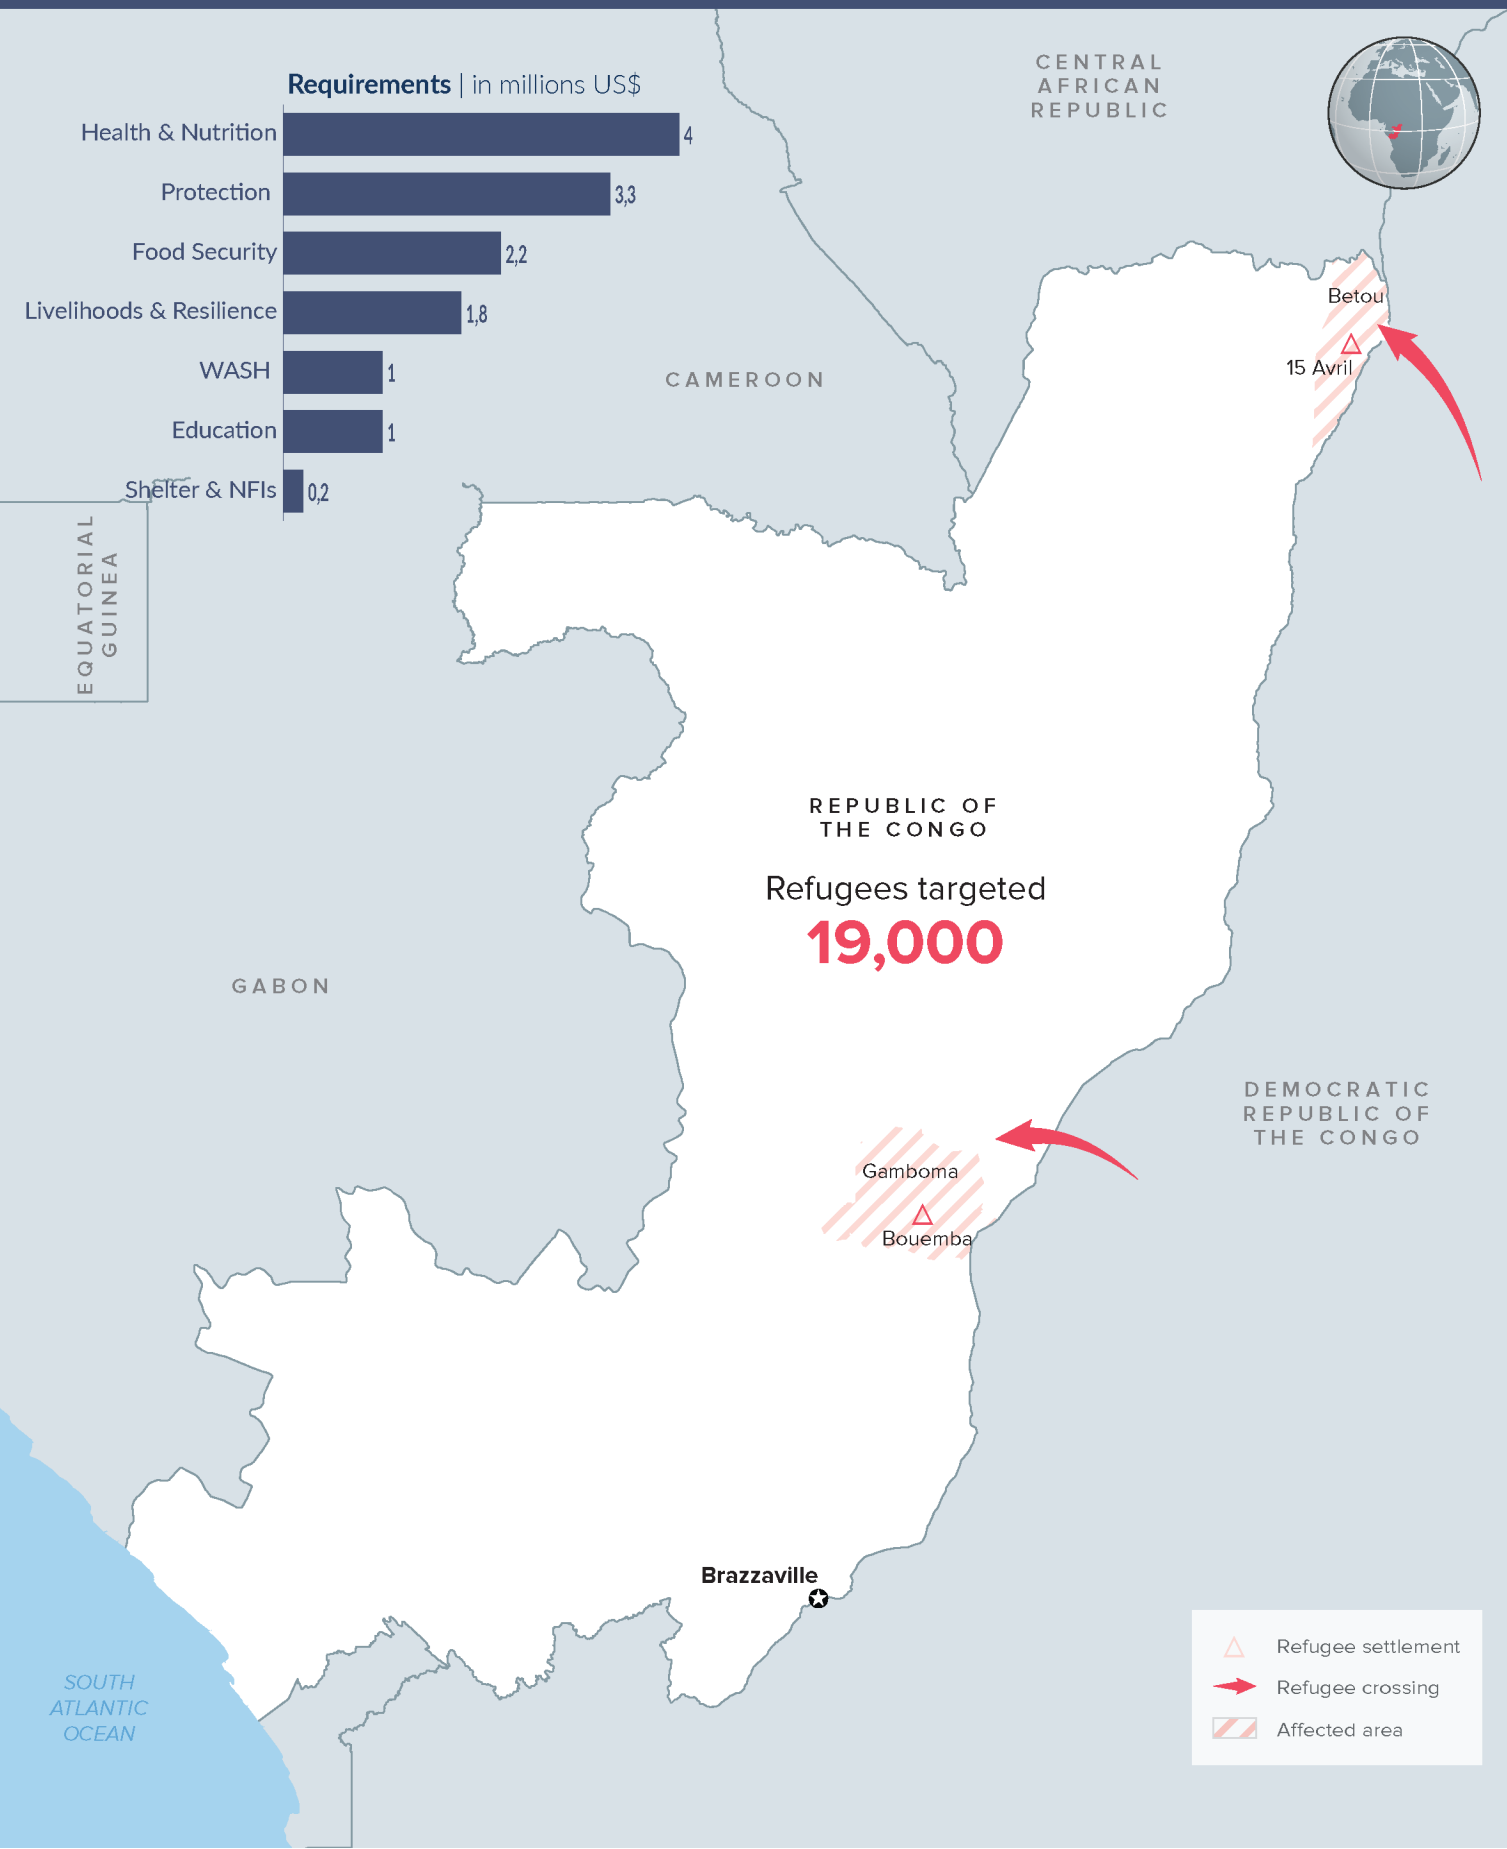 Requirements | in millions US$
Health & Nutrition 4
Protection 3,3
Food Security 2,2
Livelihoods & Resilience 1,8
WASH 1
Education 1
Shelter & NFIs 0,2
CENTRAL
AFRICAN
REPUBLIC
Betou
15 Avril
CAMEROON
EQUATORIAL
GUINEA
REPUBLIC OF
THE CONGO
Refugees targeted
19,000
GABON
DEMOCRATIC
REPUBLIC OF
THE CONGO
Gamboma
Bouemba
Brazzaville
SOUTH
ATLANTIC
OCEAN
Refugee settlement
Refugee crossing
Affected area